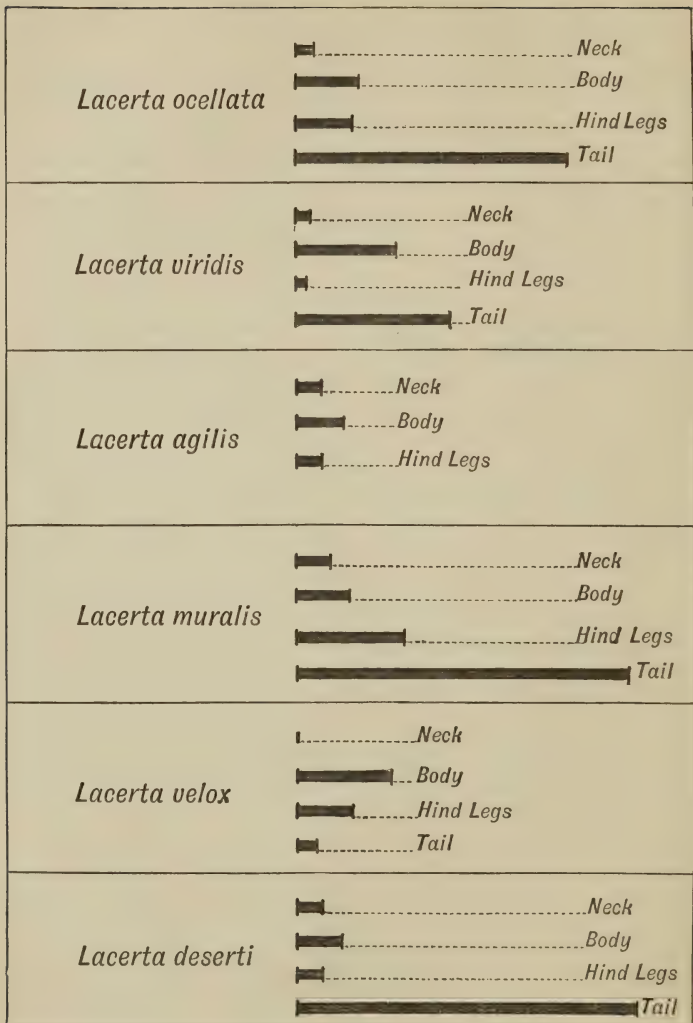 Lacerta ocellata
Neck
Body
Hind Legs
Tail
Lacerta viridis
Neck
Body
Hind Legs
Tail
Lacerta agilis
Neck
Body
Hind Legs
Lacerta muralis
Neck
Body
Hind Legs
Tail
Lacerta velox
Neck
Body
Hind Legs
Tail
Lacerta deserti
Neck
Body
Hind Legs
Tail